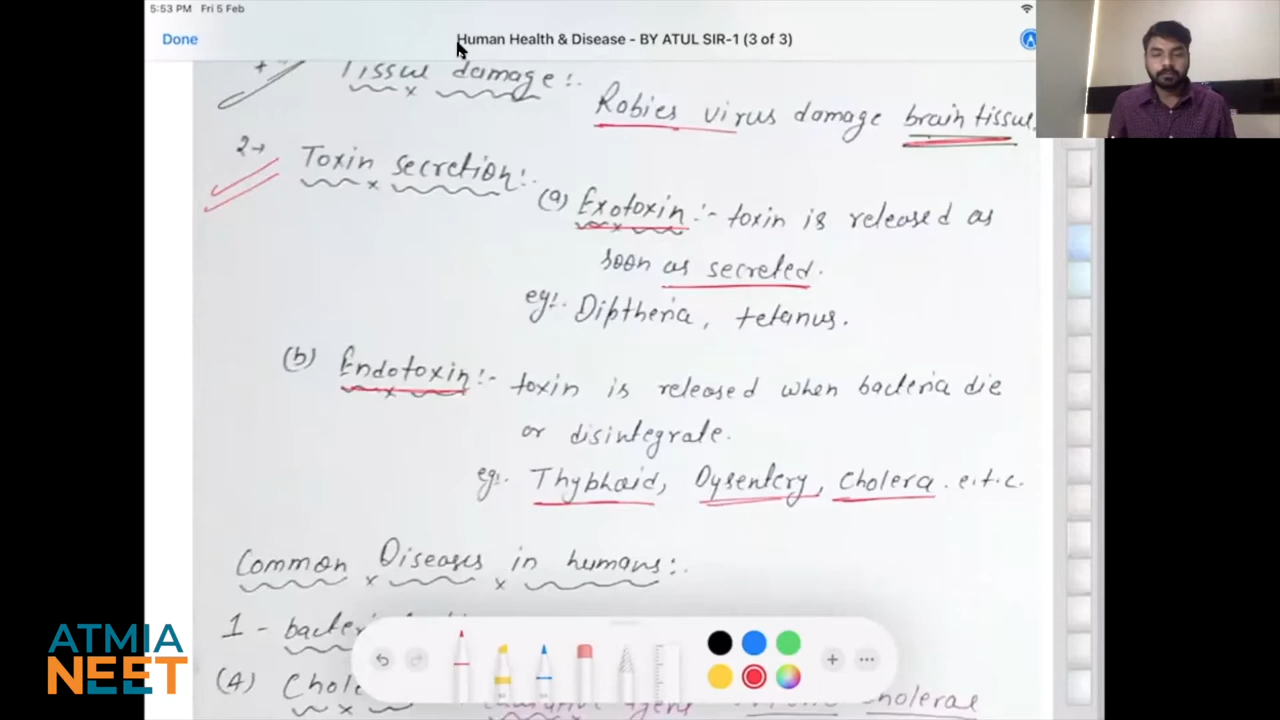 5:53 PM Fri 5 Feb
Done
Human Health & Disease - BY ATUL SIR-1 (3 of 3)
Tissue damage:-
Rabies virus damage brain tissue.
2→ Toxin secretion:-
(a) Exotoxin:- toxin is released as
soon as secreted.
eg:- Diptheria, tetanus.
(b) Endotoxin:- toxin is released when bacteria die
or disintegrate.
eg:- Thybhoid, Dysentery, Cholera. e.t.c.
Common Diseases in humans:-
1 -
(A)
cholerae
ATMIA
NEET